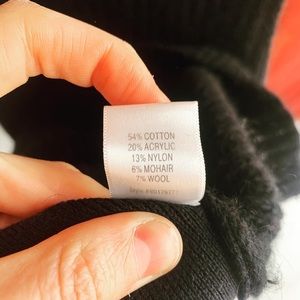 54% COTTON
20% ACRYLIC
13% NYLON
6% MOHAIR
7% WOOL